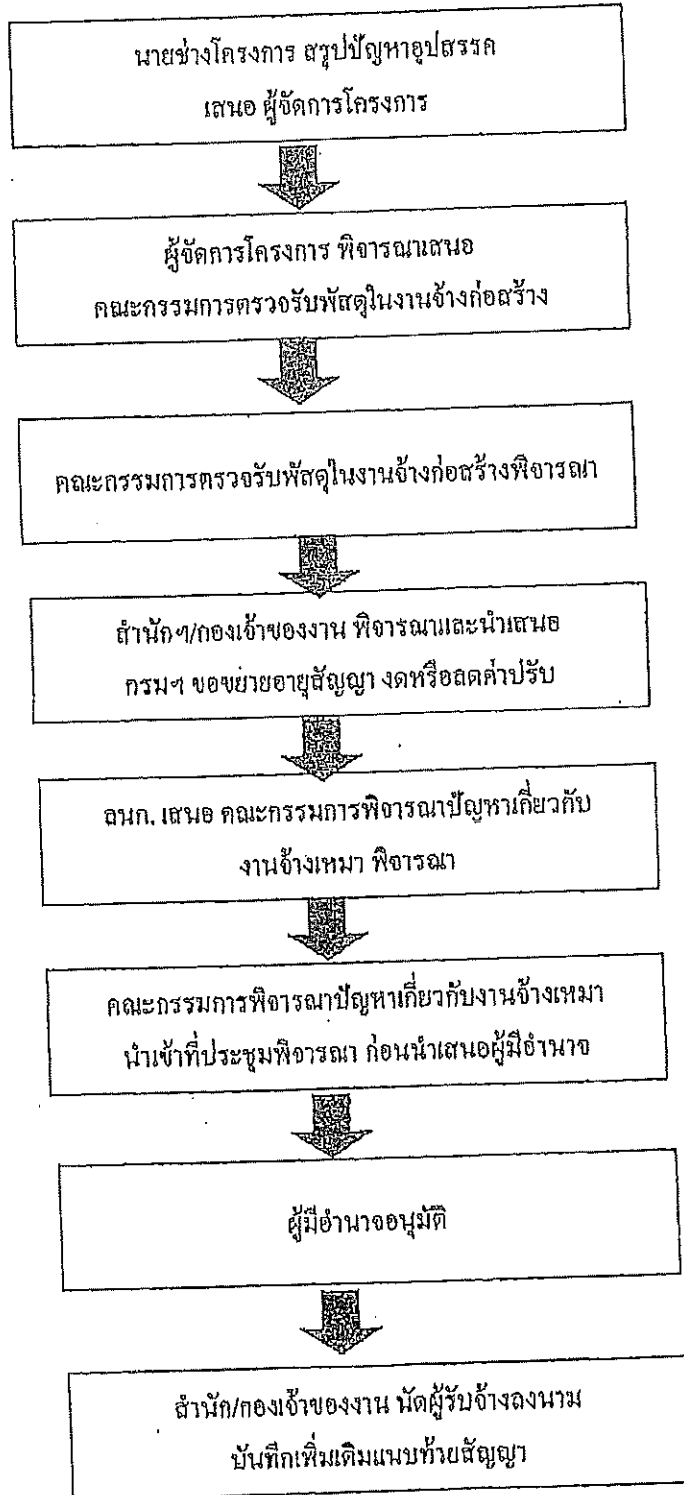 นายช่างโครงการ สรุปปัญหาอุปสรรค
เสนอ ผู้จัดการโครงการ
ผู้จัดการโครงการ พิจารณาเสนอ
คณะกรรมการตรวจรับพัสดุในงานจ้างก่อสร้าง
คณะกรรมการตรวจรับพัสดุในงานจ้างก่อสร้างพิจารณา
สำนักฯ/กองเจ้าของงาน พิจารณาและนำเสนอ
กรมฯ ขอขยายอายุสัญญา งดหรือลดค่าปรับ
ลนก. เสนอ คณะกรรมการพิจารณาปัญหาเกี่ยวกับ
งานจ้างเหมา พิจารณา
คณะกรรมการพิจารณาปัญหาเกี่ยวกับงานจ้างเหมา
นำเข้าที่ประชุมพิจารณา ก่อนนำเสนอผู้มีอำนาจ
ผู้มีอำนาจอนุมัติ
สำนัก/กองเจ้าของงาน นัดผู้รับจ้างลงนาม
บันทึกเพิ่มเติมแนบท้ายสัญญา